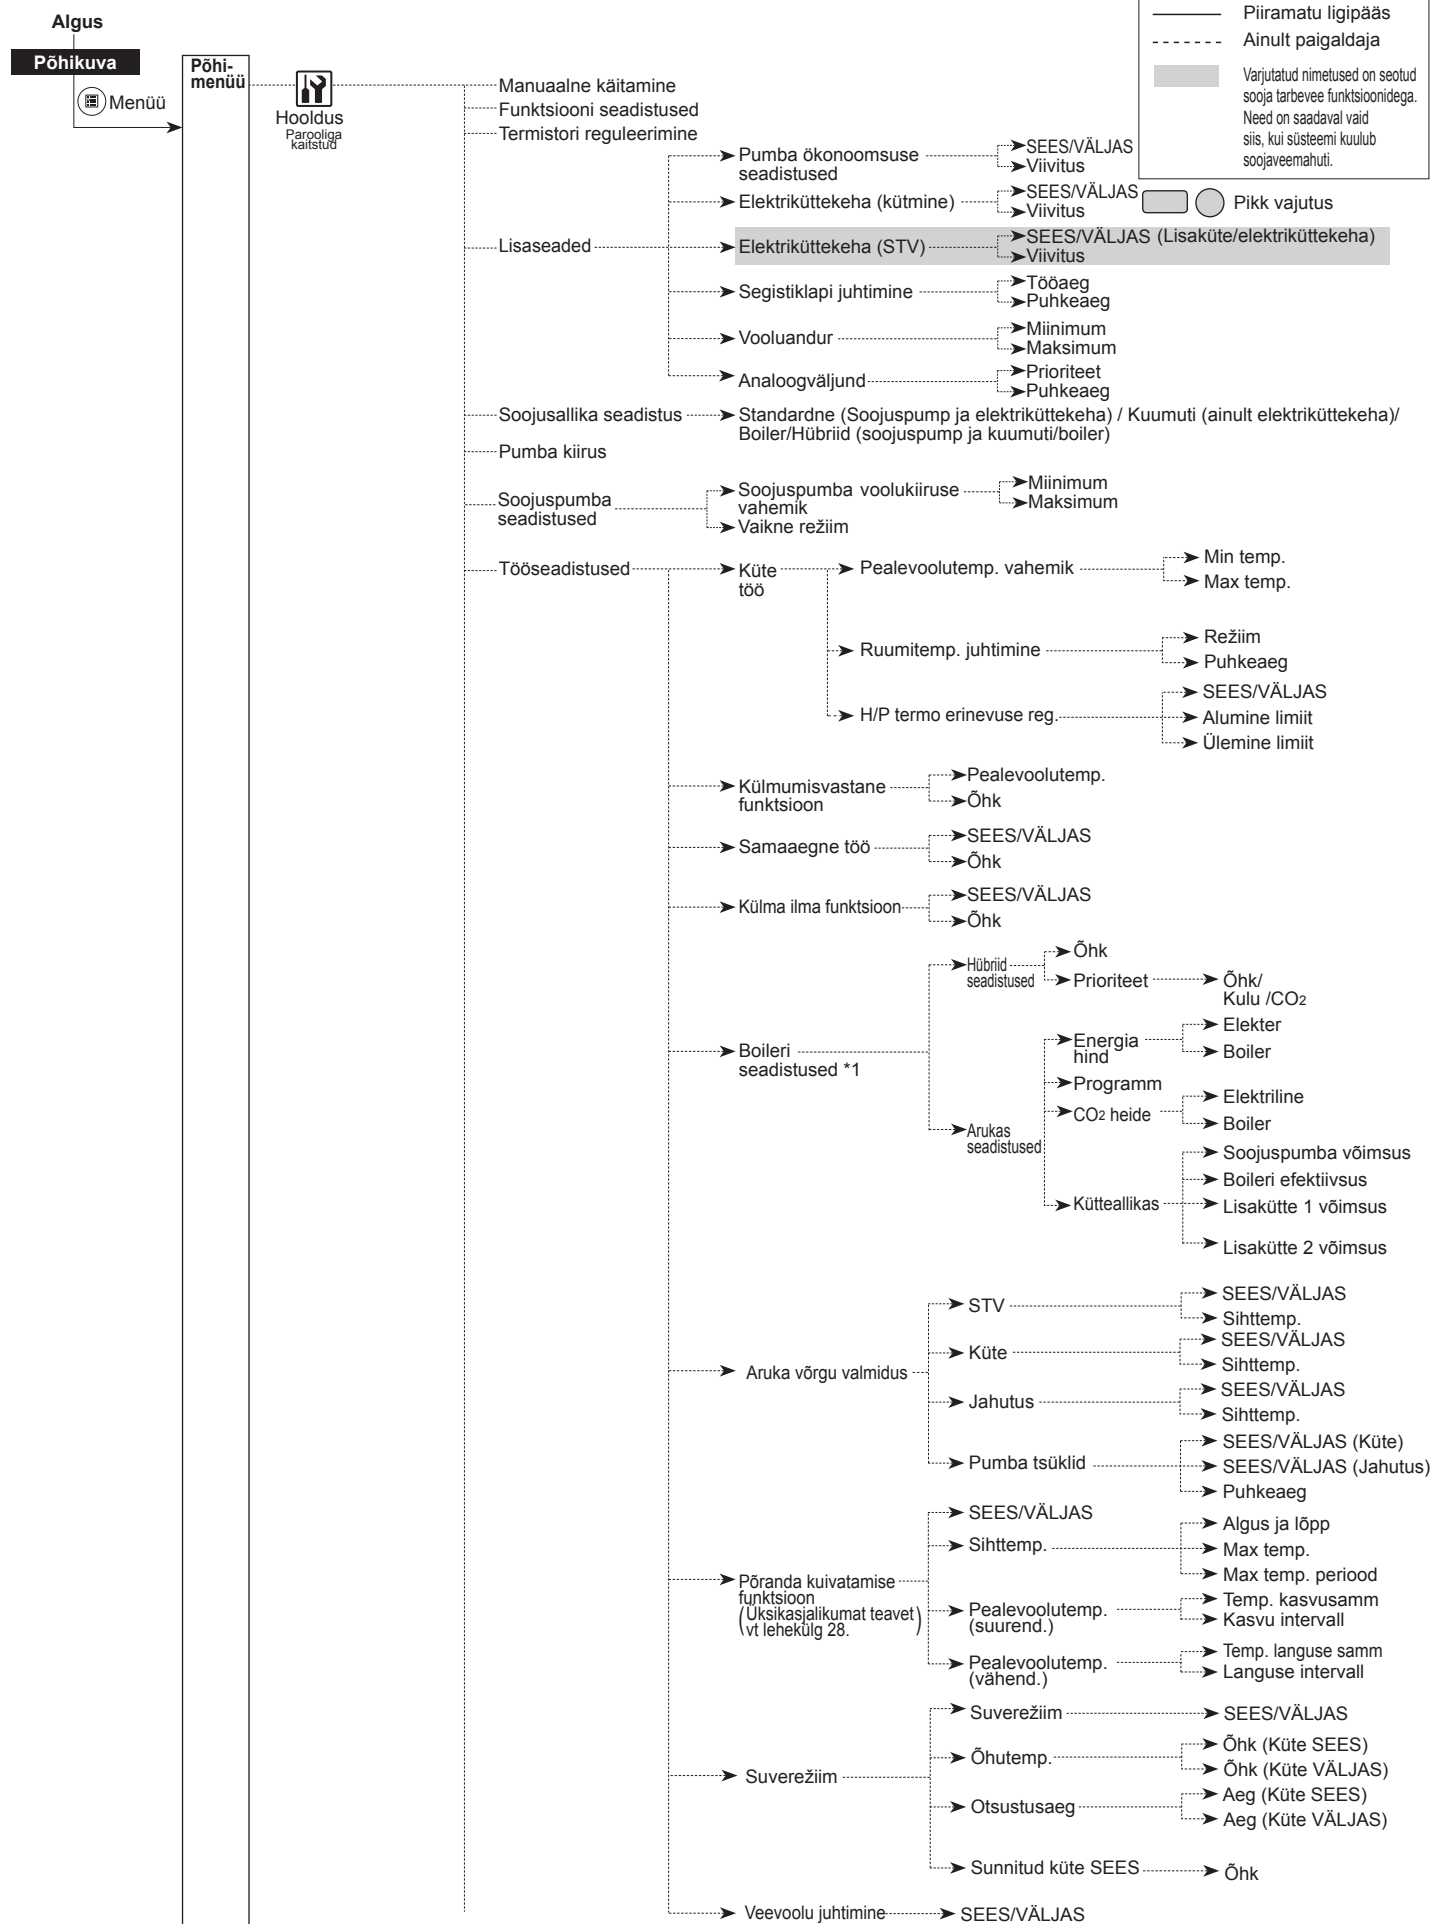 Algus
Põhikuva
Menüü
Põhi-
menüü
Hooldus
Parooliga
kaitstud
Piiramatu ligipääs
Ainult paigaldaja
Varjutatud nimetused on seotud
sooja tarbevee funktsioonidega.
Need on saadaval vaid
siis, kui süsteemi kuulub
soojaveemahuti.
Pikk vajutus
Manuaalne käitamine
Funktsiooni seadistused
Termistori reguleerimine
Lisaseaded
Pumba ökonoomsuse
seadistused
SEES/VÄLJAS
Viivitus
Elektriküttekeha (kütmine)
SEES/VÄLJAS
Viivitus
Elektriküttekeha (STV)
SEES/VÄLJAS (Lisaküte/elektriküttekeha)
Viivitus
Segistiklapi juhtimine
Tööaeg
Puhkeaeg
Vooluandur
Miinimum
Maksimum
Analoogväljund
Prioriteet
Puhkeaeg
Soojusallika seadistus
Standardne (Soojuspump ja elektriküttekeha) / Kuumuti (ainult elektriküttekeha)/
Boiler/Hübriid (soojuspump ja kuumuti/boiler)
Pumba kiirus
Soojuspumba
seadistused
Soojuspumba voolukiiruse
vahemik
Miinimum
Maksimum
Vaikne režiim
Tööseadistused
Küte
töö
Pealevoolutemp. vahemik
Min temp.
Max temp.
Ruumitemp. juhtimine
Režiim
Puhkeaeg
H/P termo erinevuse reg.
SEES/VÄLJAS
Alumine limiit
Ülemine limiit
Külmumisvastane
funktsioon
Pealevoolutemp.
Õhk
Samaaegne töö
SEES/VÄLJAS
Õhk
Külma ilma funktsioon
SEES/VÄLJAS
Õhk
Boileri
seadistused *1
Hübriid
seadistused
Õhk
Prioriteet
Õhk/
Kulu /CO2
Arukas
seadistused
Energia
hind
Elekter
Boiler
Programm
CO2 heide
Elektriline
Boiler
Kütteallikas
Soojuspumba võimsus
Boileri efektiivsus
Lisakütte 1 võimsus
Lisakütte 2 võimsus
Aruka võrgu valmidus
STV
SEES/VÄLJAS
Sihttemp.
Küte
SEES/VÄLJAS
Sihttemp.
Jahutus
SEES/VÄLJAS
Sihttemp.
Pumba tsüklid
SEES/VÄLJAS (Küte)
SEES/VÄLJAS (Jahutus)
Puhkeaeg
Põranda kuivatamise
funktsioon
(Üksikasjalikumat teavet
vt lehekülg 28.)
SEES/VÄLJAS
Sihttemp.
Algus ja lõpp
Max temp.
Max temp. periood
Pealevoolutemp.
(suurend.)
Temp. kasvusamm
Kasvu intervall
Pealevoolutemp.
(vähend.)
Temp. languse samm
Languse intervall
Suverežiim
Suverežiim
SEES/VÄLJAS
Õhutemp.
Õhk (Küte SEES)
Õhk (Küte VÄLJAS)
Otsustusaeg
Aeg (Küte SEES)
Aeg (Küte VÄLJAS)
Sunnitud küte SEES
Õhk
Veevoolu juhtimine
SEES/VÄLJAS